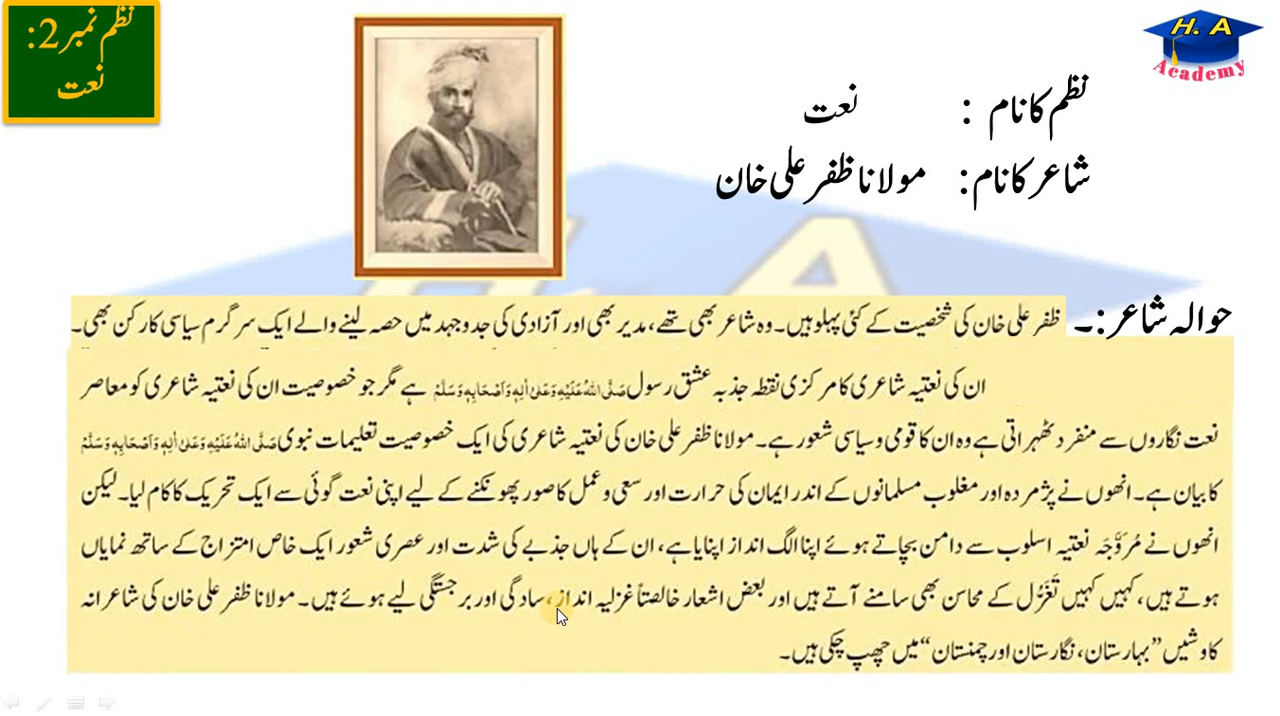 نظم نمبر 2:
نعت
H. A
Academy
نظم کا نام : نعت
شاعر کا نام: مولانا ظفر علی خان
H. A
حوالہ شاعر:۔ ظفر علی خان کی شخصیت کے کئی پہلو ہیں۔ وہ شاعر بھی تھے، مدیر بھی اور آزادی کی جدوجہد میں حصہ لینے والے ایک سرگرم سیاسی کارکن بھی۔
ان کی نعتیہ شاعری کا مرکزی نقطہ جذبہ عشق رسول صَلَّى اللهُ عَلَيْهِ وَعَلىٰ اٰلِهٖ وَاَصْحَابِهٖ وَسَلَّمْ ہے مگر جو خصوصیت ان کی نعتیہ شاعری کو معاصر
نعت نگاروں سے منفرد ٹھہراتی ہے وہ ان کا قومی و سیاسی شعور ہے۔ مولانا ظفر علی خان کی نعتیہ شاعری کی ایک خصوصیت تعلیمات نبوی صَلَّى اللهُ عَلَيْهِ وَعَلىٰ اٰلِهٖ وَاَصْحَابِهٖ وَسَلَّمْ
کا بیان ہے۔ انھوں نے پژمردہ اور مغلوب مسلمانوں کے اندر ایمان کی حرارت اور سعی و عمل کا صور پھونکنے کے لیے اپنی نعت گوئی سے ایک تحریک کا کام لیا۔ لیکن
انھوں نے مُرَوَّجَہ نعتیہ اسلوب سے دامن بچاتے ہوئے اپنا الگ انداز اپنایا ہے، ان کے ہاں جذبے کی شدت اور عصری شعور ایک خاص امتزاج کے ساتھ نمایاں
ہوتے ہیں، کہیں کہیں تَغَزُّل کے محاسن بھی سامنے آتے ہیں اور بعض اشعار خالصتاً غزلیہ انداز، سادگی اور برجستگی لیے ہوئے ہیں۔ مولانا ظفر علی خان کی شاعرانہ
کاوشیں ”بہارستان، نگارستان اور چمنستان“ میں چھپ چکی ہیں۔